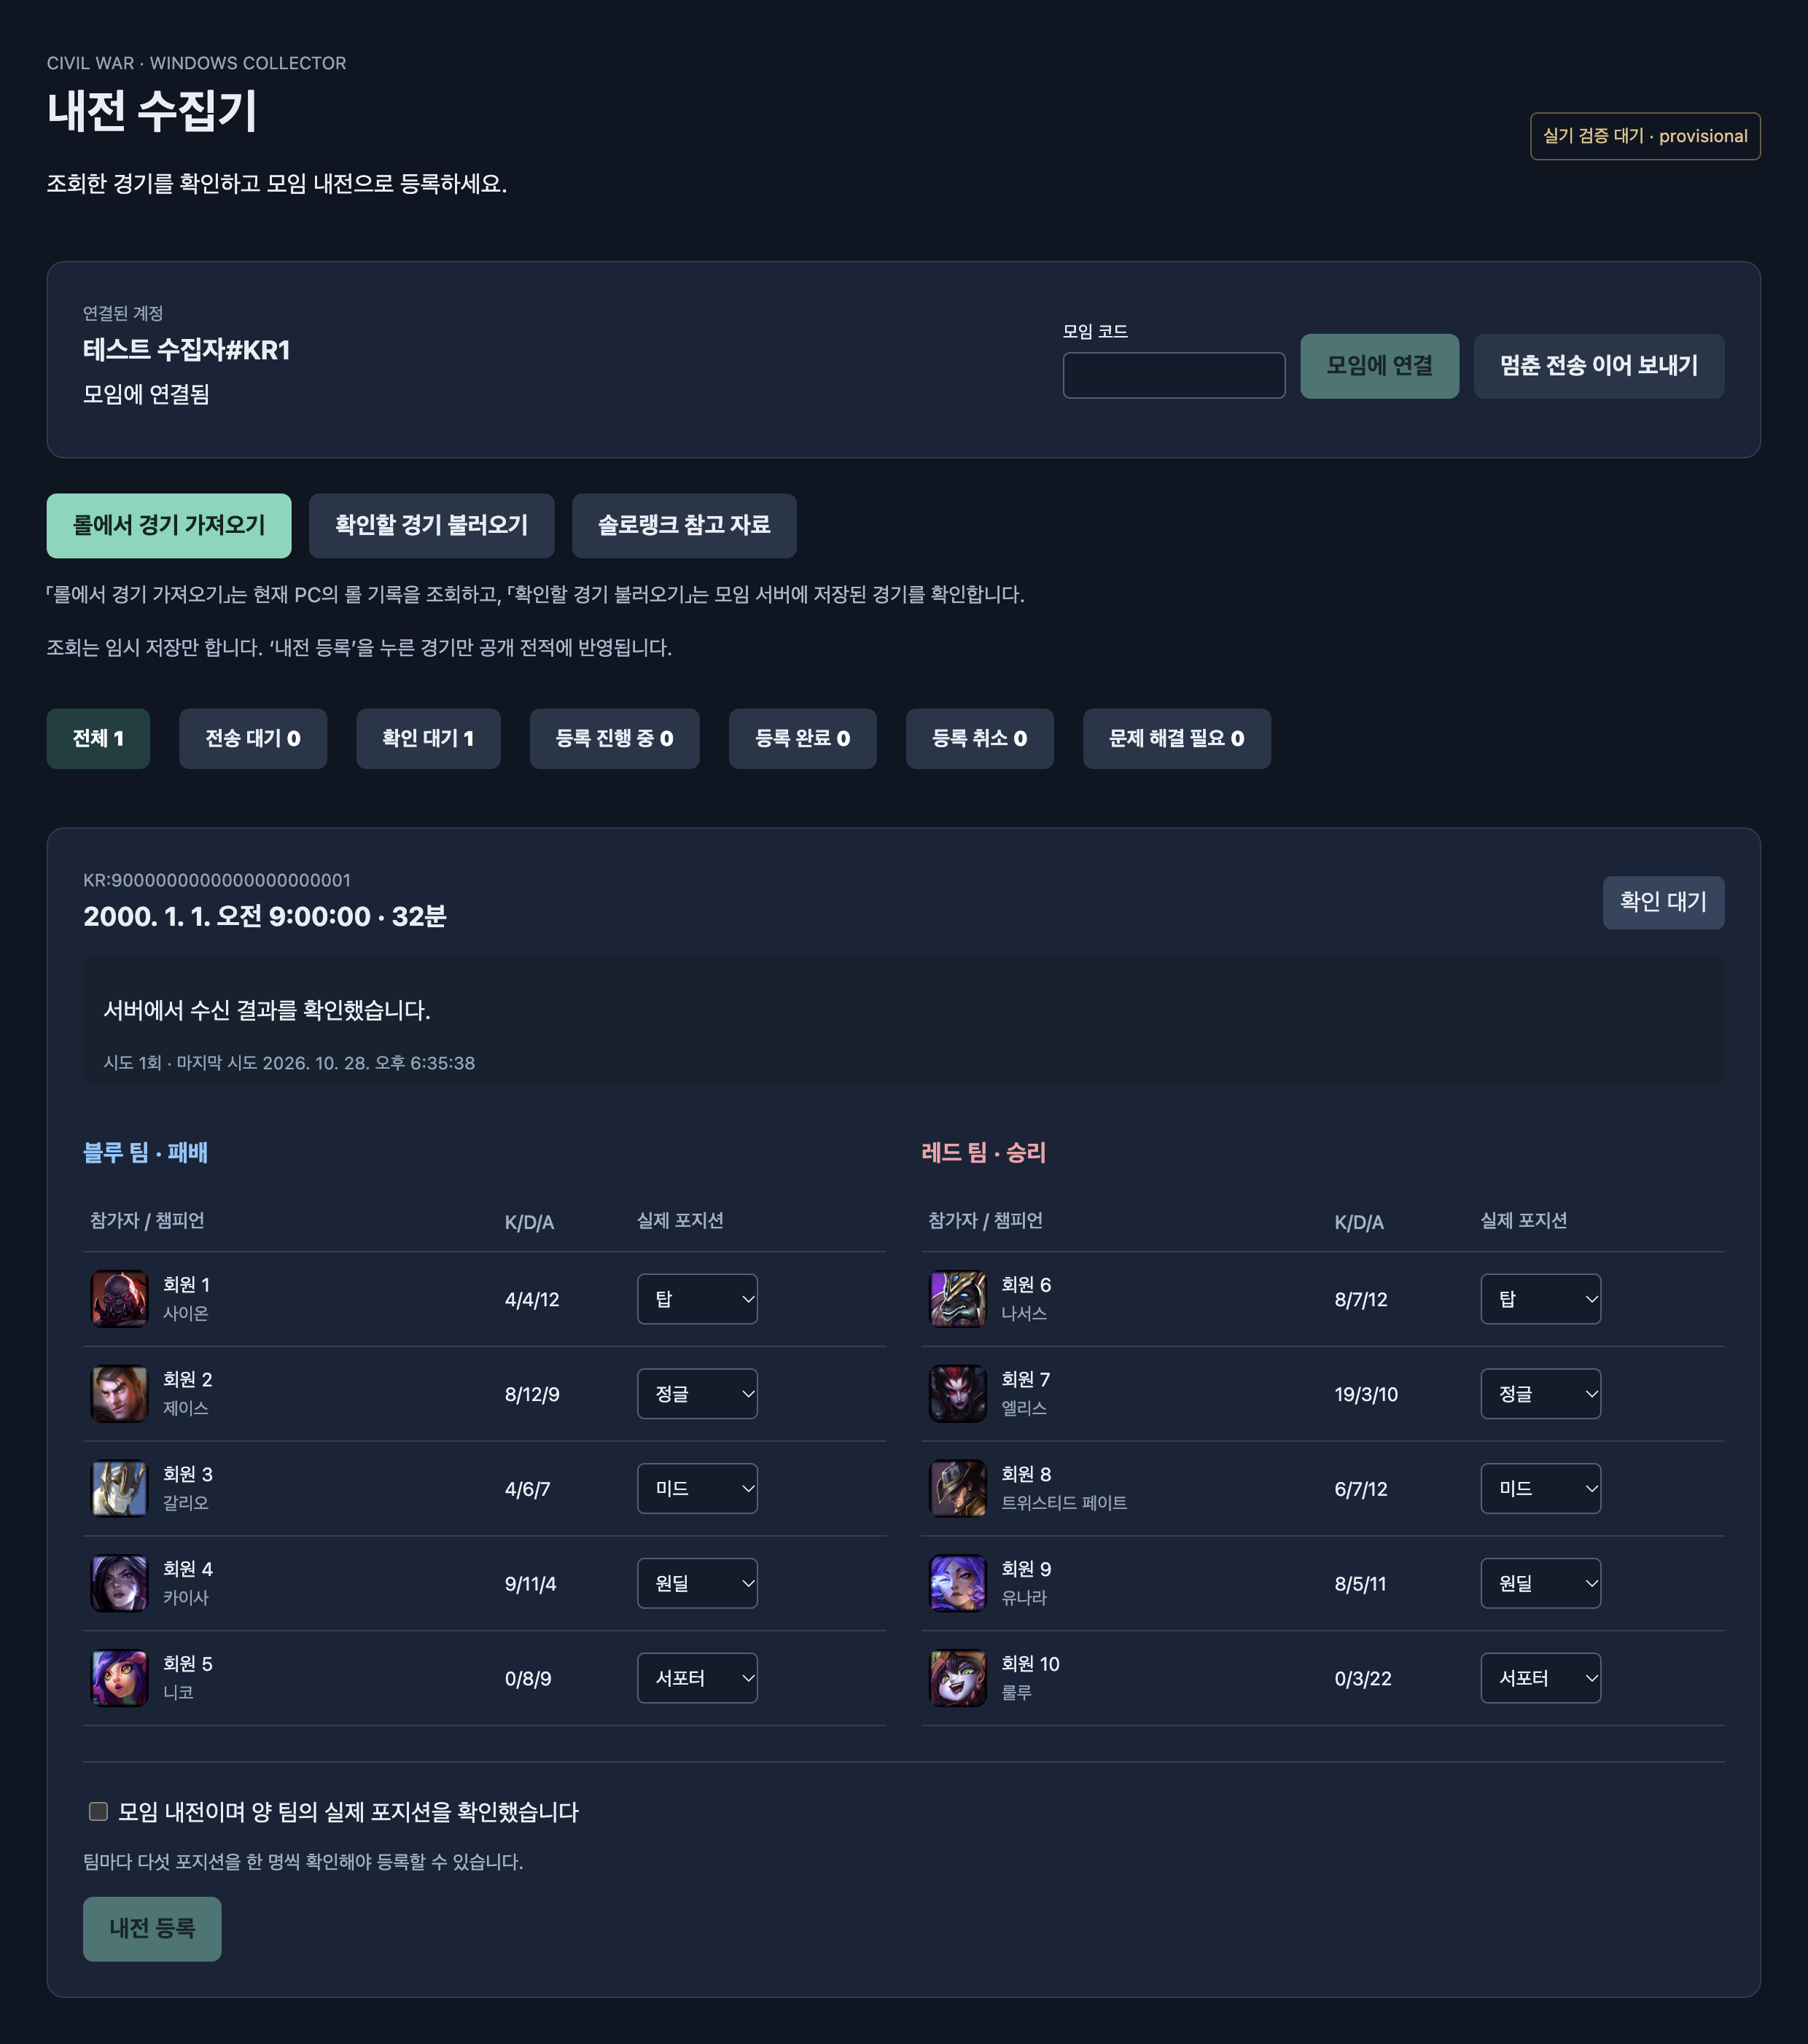 CIVIL WAR · WINDOWS COLLECTOR
내전 수집기
실기 검증 대기 · provisional
조회한 경기를 확인하고 모임 내전으로 등록하세요.
연결된 계정
테스트 수집자#KR1
모임에 연결됨
모임 코드
모임에 연결
멈춘 전송 이어 보내기
롤에서 경기 가져오기
확인할 경기 불러오기
솔로랭크 참고 자료
「롤에서 경기 가져오기」는 현재 PC의 롤 기록을 조회하고, 「확인할 경기 불러오기」는 모임 서버에 저장된 경기를 확인합니다.
조회는 임시 저장만 합니다. ‘내전 등록’을 누른 경기만 공개 전적에 반영됩니다.
전체 1
전송 대기 0
확인 대기 1
등록 진행 중 0
등록 완료 0
등록 취소 0
문제 해결 필요 0
KR:9000000000000000000001
2000. 1. 1. 오전 9:00:00 · 32분
확인 대기
서버에서 수신 결과를 확인했습니다.
시도 1회 · 마지막 시도 2026. 10. 28. 오후 6:35:38
블루 팀 · 패배
참가자 / 챔피언 K/D/A 실제 포지션
회원 1
사이온
4/4/12
탑
회원 2
제이스
8/12/9
정글
회원 3
갈리오
4/6/7
미드
회원 4
카이사
9/11/4
원딜
회원 5
니코
0/8/9
서포터
레드 팀 · 승리
참가자 / 챔피언 K/D/A 실제 포지션
회원 6
나서스
8/7/12
탑
회원 7
엘리스
19/3/10
정글
회원 8
트위스티드 페이트
6/7/12
미드
회원 9
유나라
8/5/11
원딜
회원 10
룰루
0/3/22
서포터
모임 내전이며 양 팀의 실제 포지션을 확인했습니다
팀마다 다섯 포지션을 한 명씩 확인해야 등록할 수 있습니다.
내전 등록